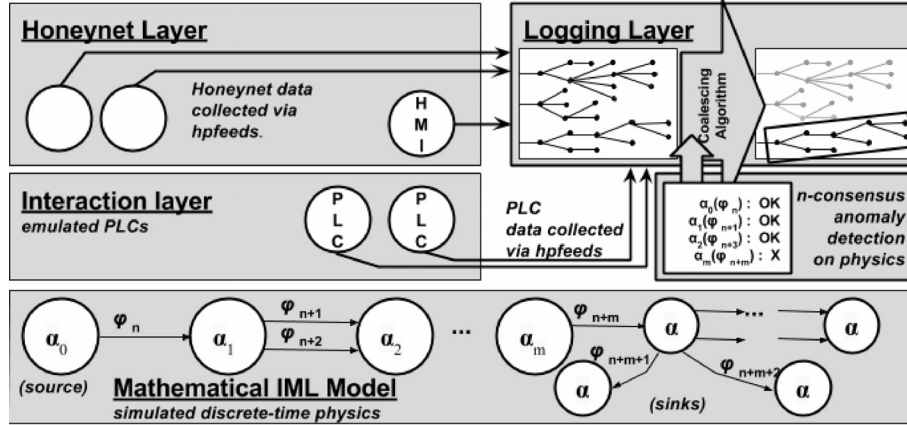 Honeynet Layer
Honeynet data
collected via
hpfeeds.
H
M
I
Logging Layer
Coalescing
Algorithm
Interaction layer
emulated PLCs
P
L
C
P
L
C
PLC
data collected
via hpfeeds
α₀(φₙ) : OK
α₁(φₙ₊₁) : OK
α₂(φₙ₊₃) : OK
αₘ(φₙ₊ₘ) : X
n-consensus
anomaly
detection
on physics
α₀
φₙ
α₁
φₙ₊₁
φₙ₊₂
α₂
...
αₘ
φₙ₊ₘ
α
...
α
φₙ₊ₘ₊₁
φₙ₊ₘ₊₂
α
α
(source)
(sinks)
Mathematical IML Model
simulated discrete-time physics